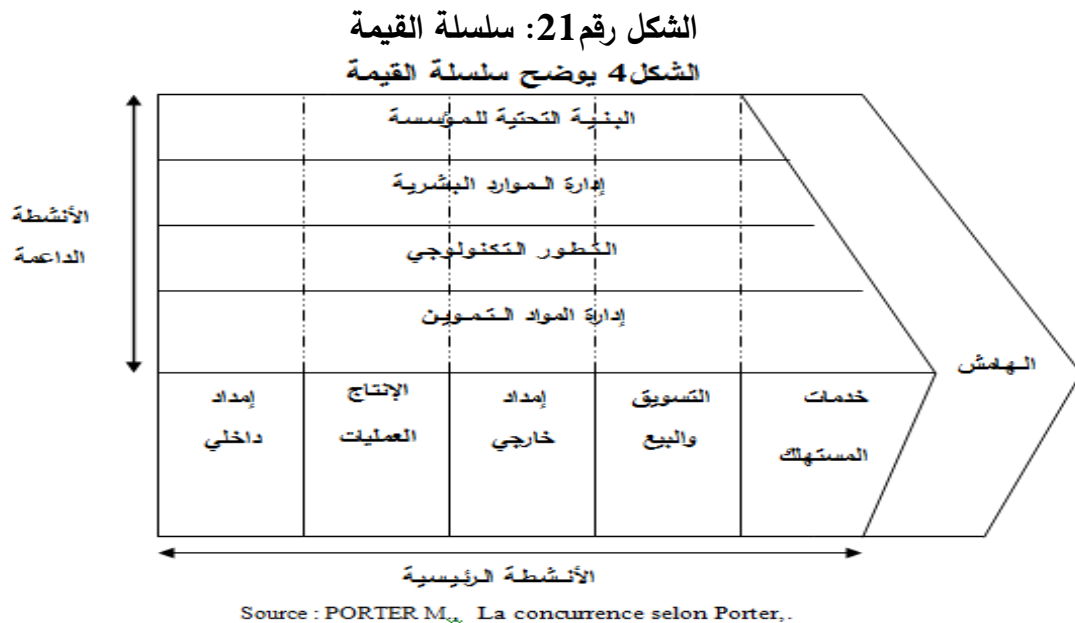 الشكل رقم21: سلسلة القيمة
الشكل4 يوضح سلسلة القيمة
البنية التحتية للمؤسسة
إدارة الموارد البشرية
التطور التكنولوجي
إدارة المواد التموين
الأنشطة
الداعمة
الهامش
إمداد
داخلي
الإنتاج
العمليات
إمداد
خارجي
التسويق
والبيع
خدمات
المستهلك
الأنشطة الرئيسية
Source : PORTER M,, La concurrence selon Porter,.